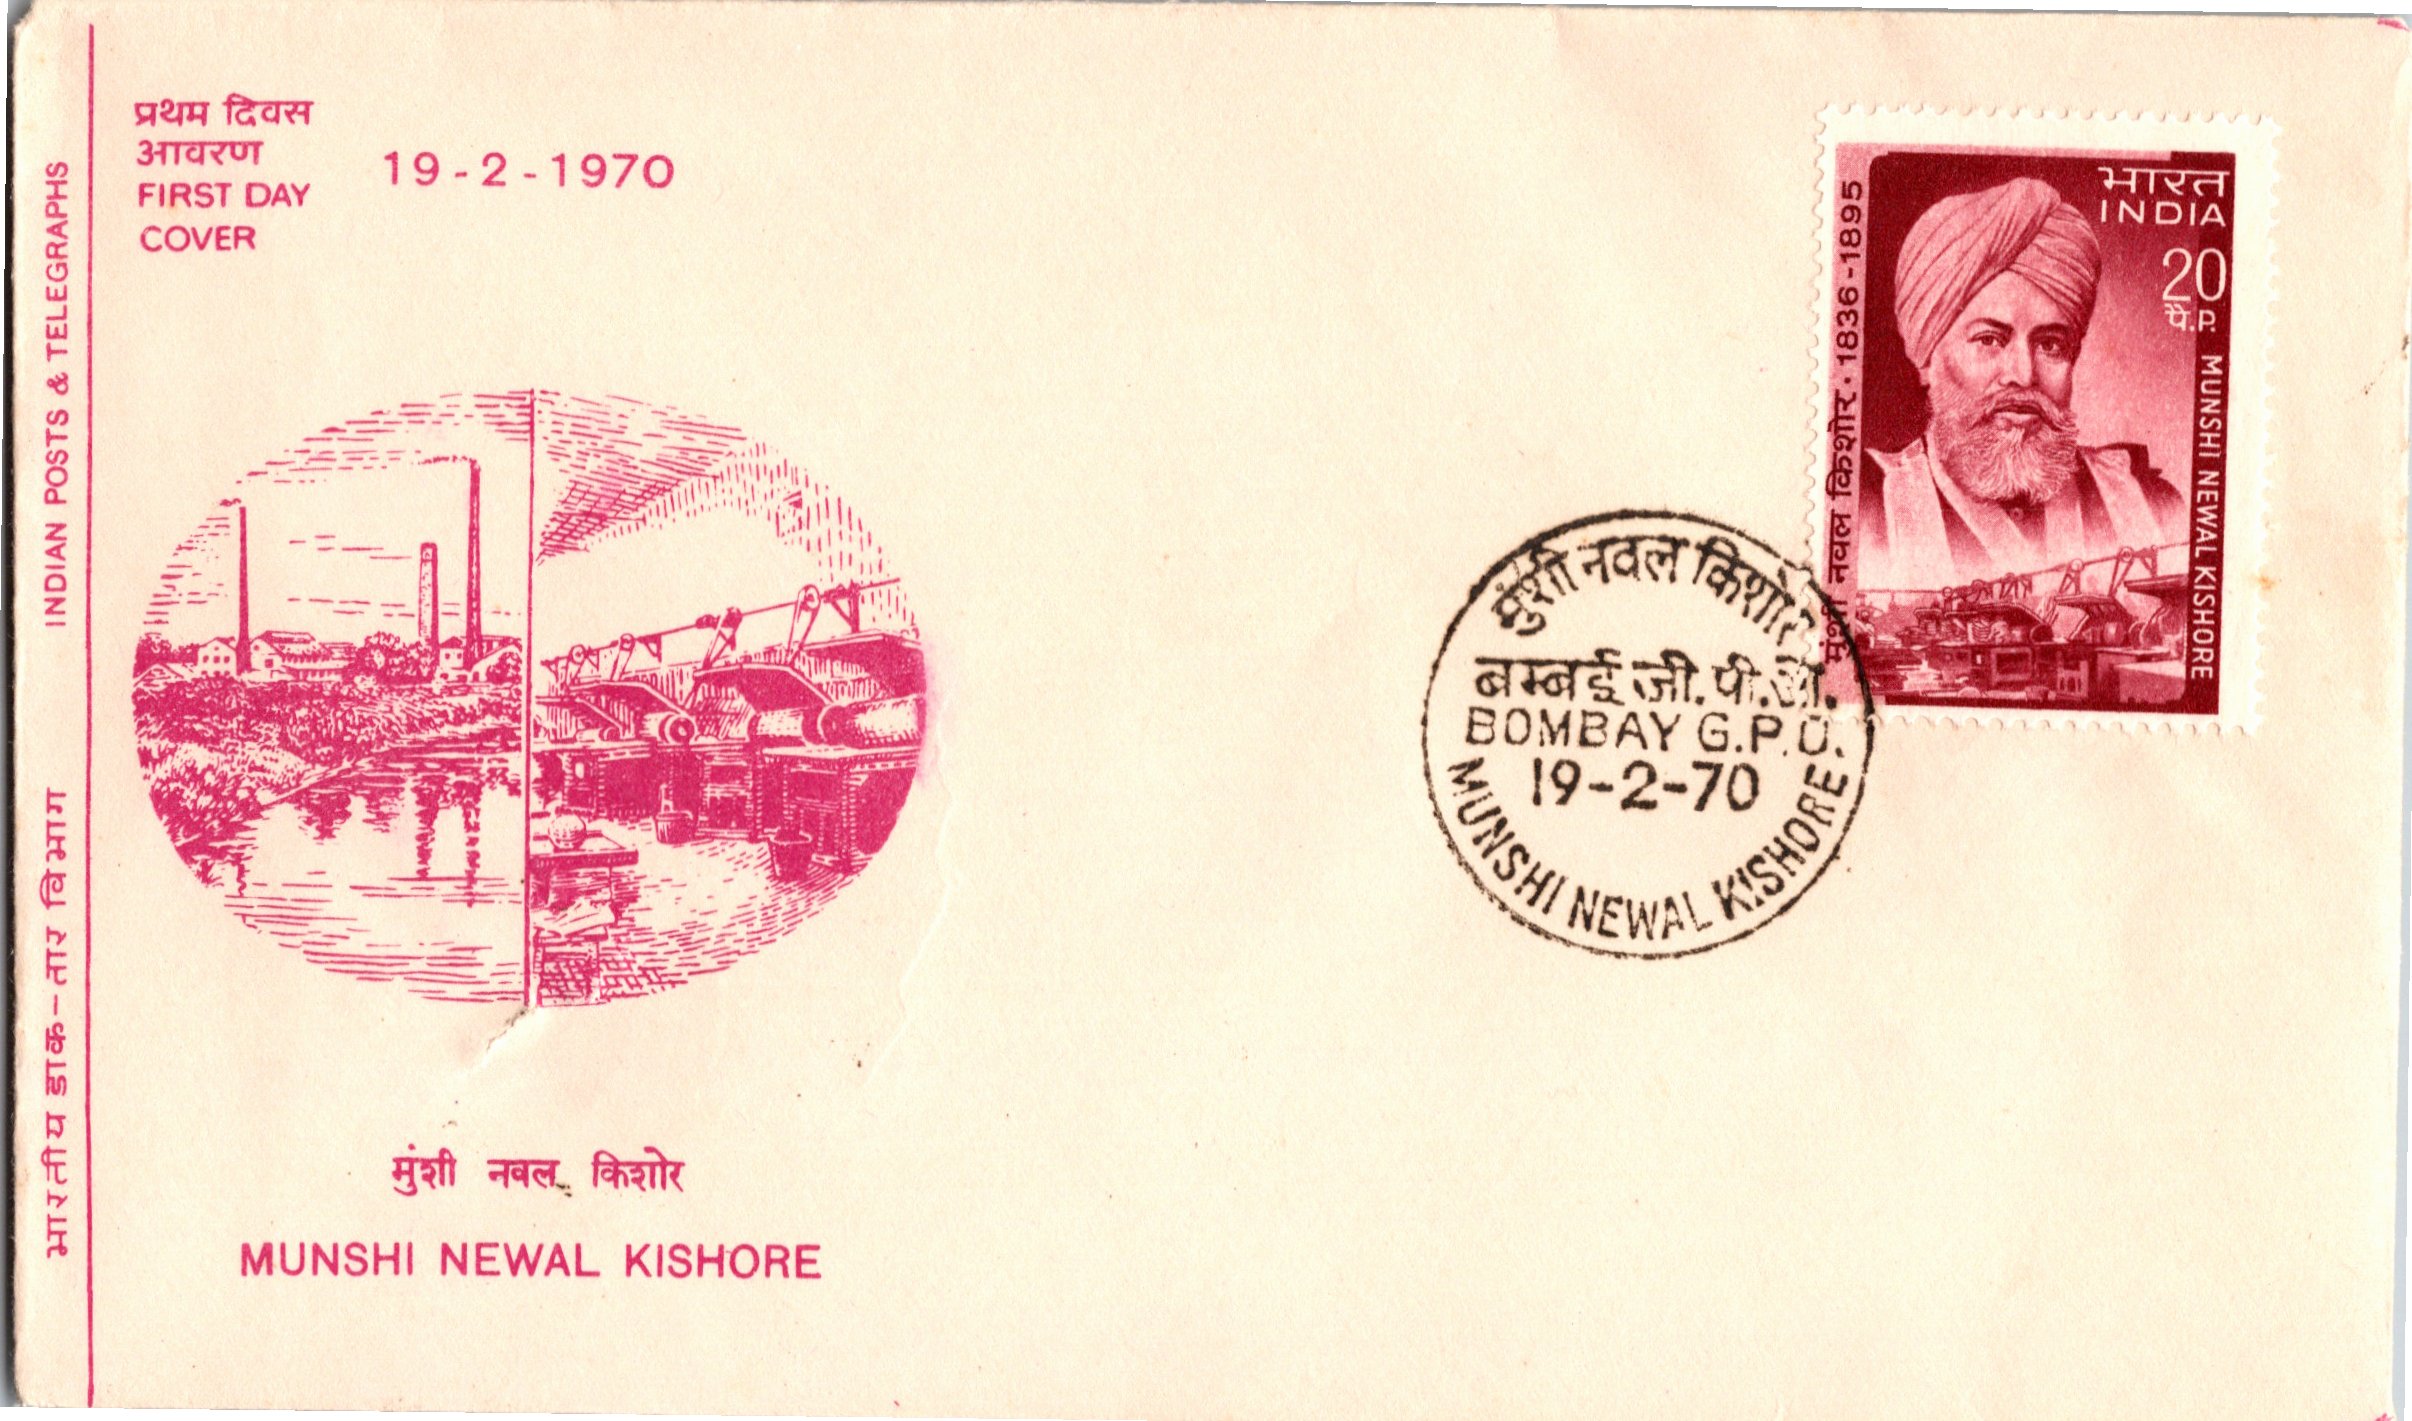 प्रथम दिवस
आवरण
FIRST DAY
COVER
19-2-1970
INDIAN POSTS & TELEGRAPHS
भारतीय डाक-तार विभाग
मुंशी नवल किशोर
MUNSHI NEWAL KISHORE
भारत
INDIA
20
पै. P.
मुंशी नवल किशोर. 1836-1895
MUNSHI NEWAL KISHORE
मुंशी नवल किशोर
बम्बई जी.पी.ओ.
BOMBAY G.P.O.
19-2-70
MUNSHI NEWAL KISHORE